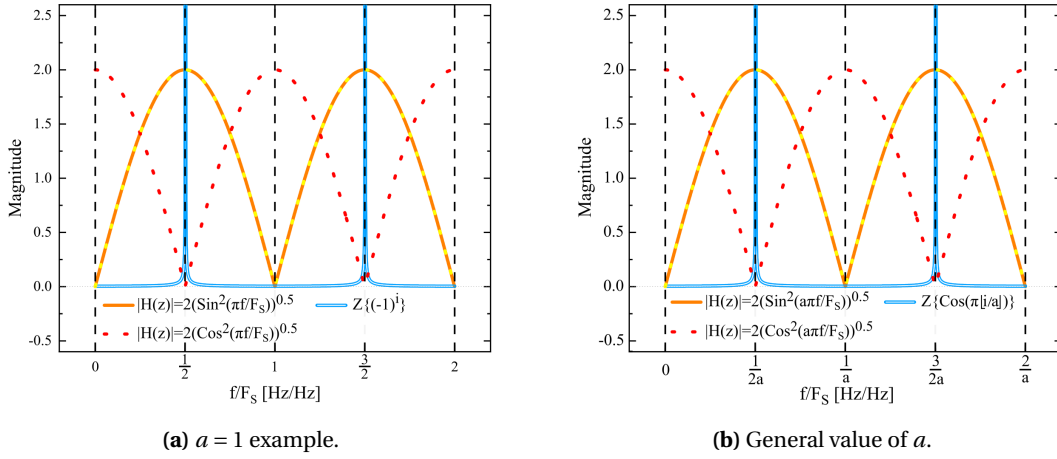 2.5
2.0
1.5
1.0
0.5
0.0
-0.5
Magnitude
|H(z)|=2(Sin²(πf/F_S))^0.5
Z{(-1)^i}
|H(z)|=2(Cos²(πf/F_S))^0.5
0 1/2 1 3/2 2
f/F_S [Hz/Hz]
(a) a = 1 example.
2.5
2.0
1.5
1.0
0.5
0.0
-0.5
Magnitude
|H(z)|=2(Sin²(aπf/F_S))^0.5
Z{Cos(π⌊i/a⌋)}
|H(z)|=2(Cos²(aπf/F_S))^0.5
0 1/2a 1/a 3/2a 2/a
f/F_S [Hz/Hz]
(b) General value of a.